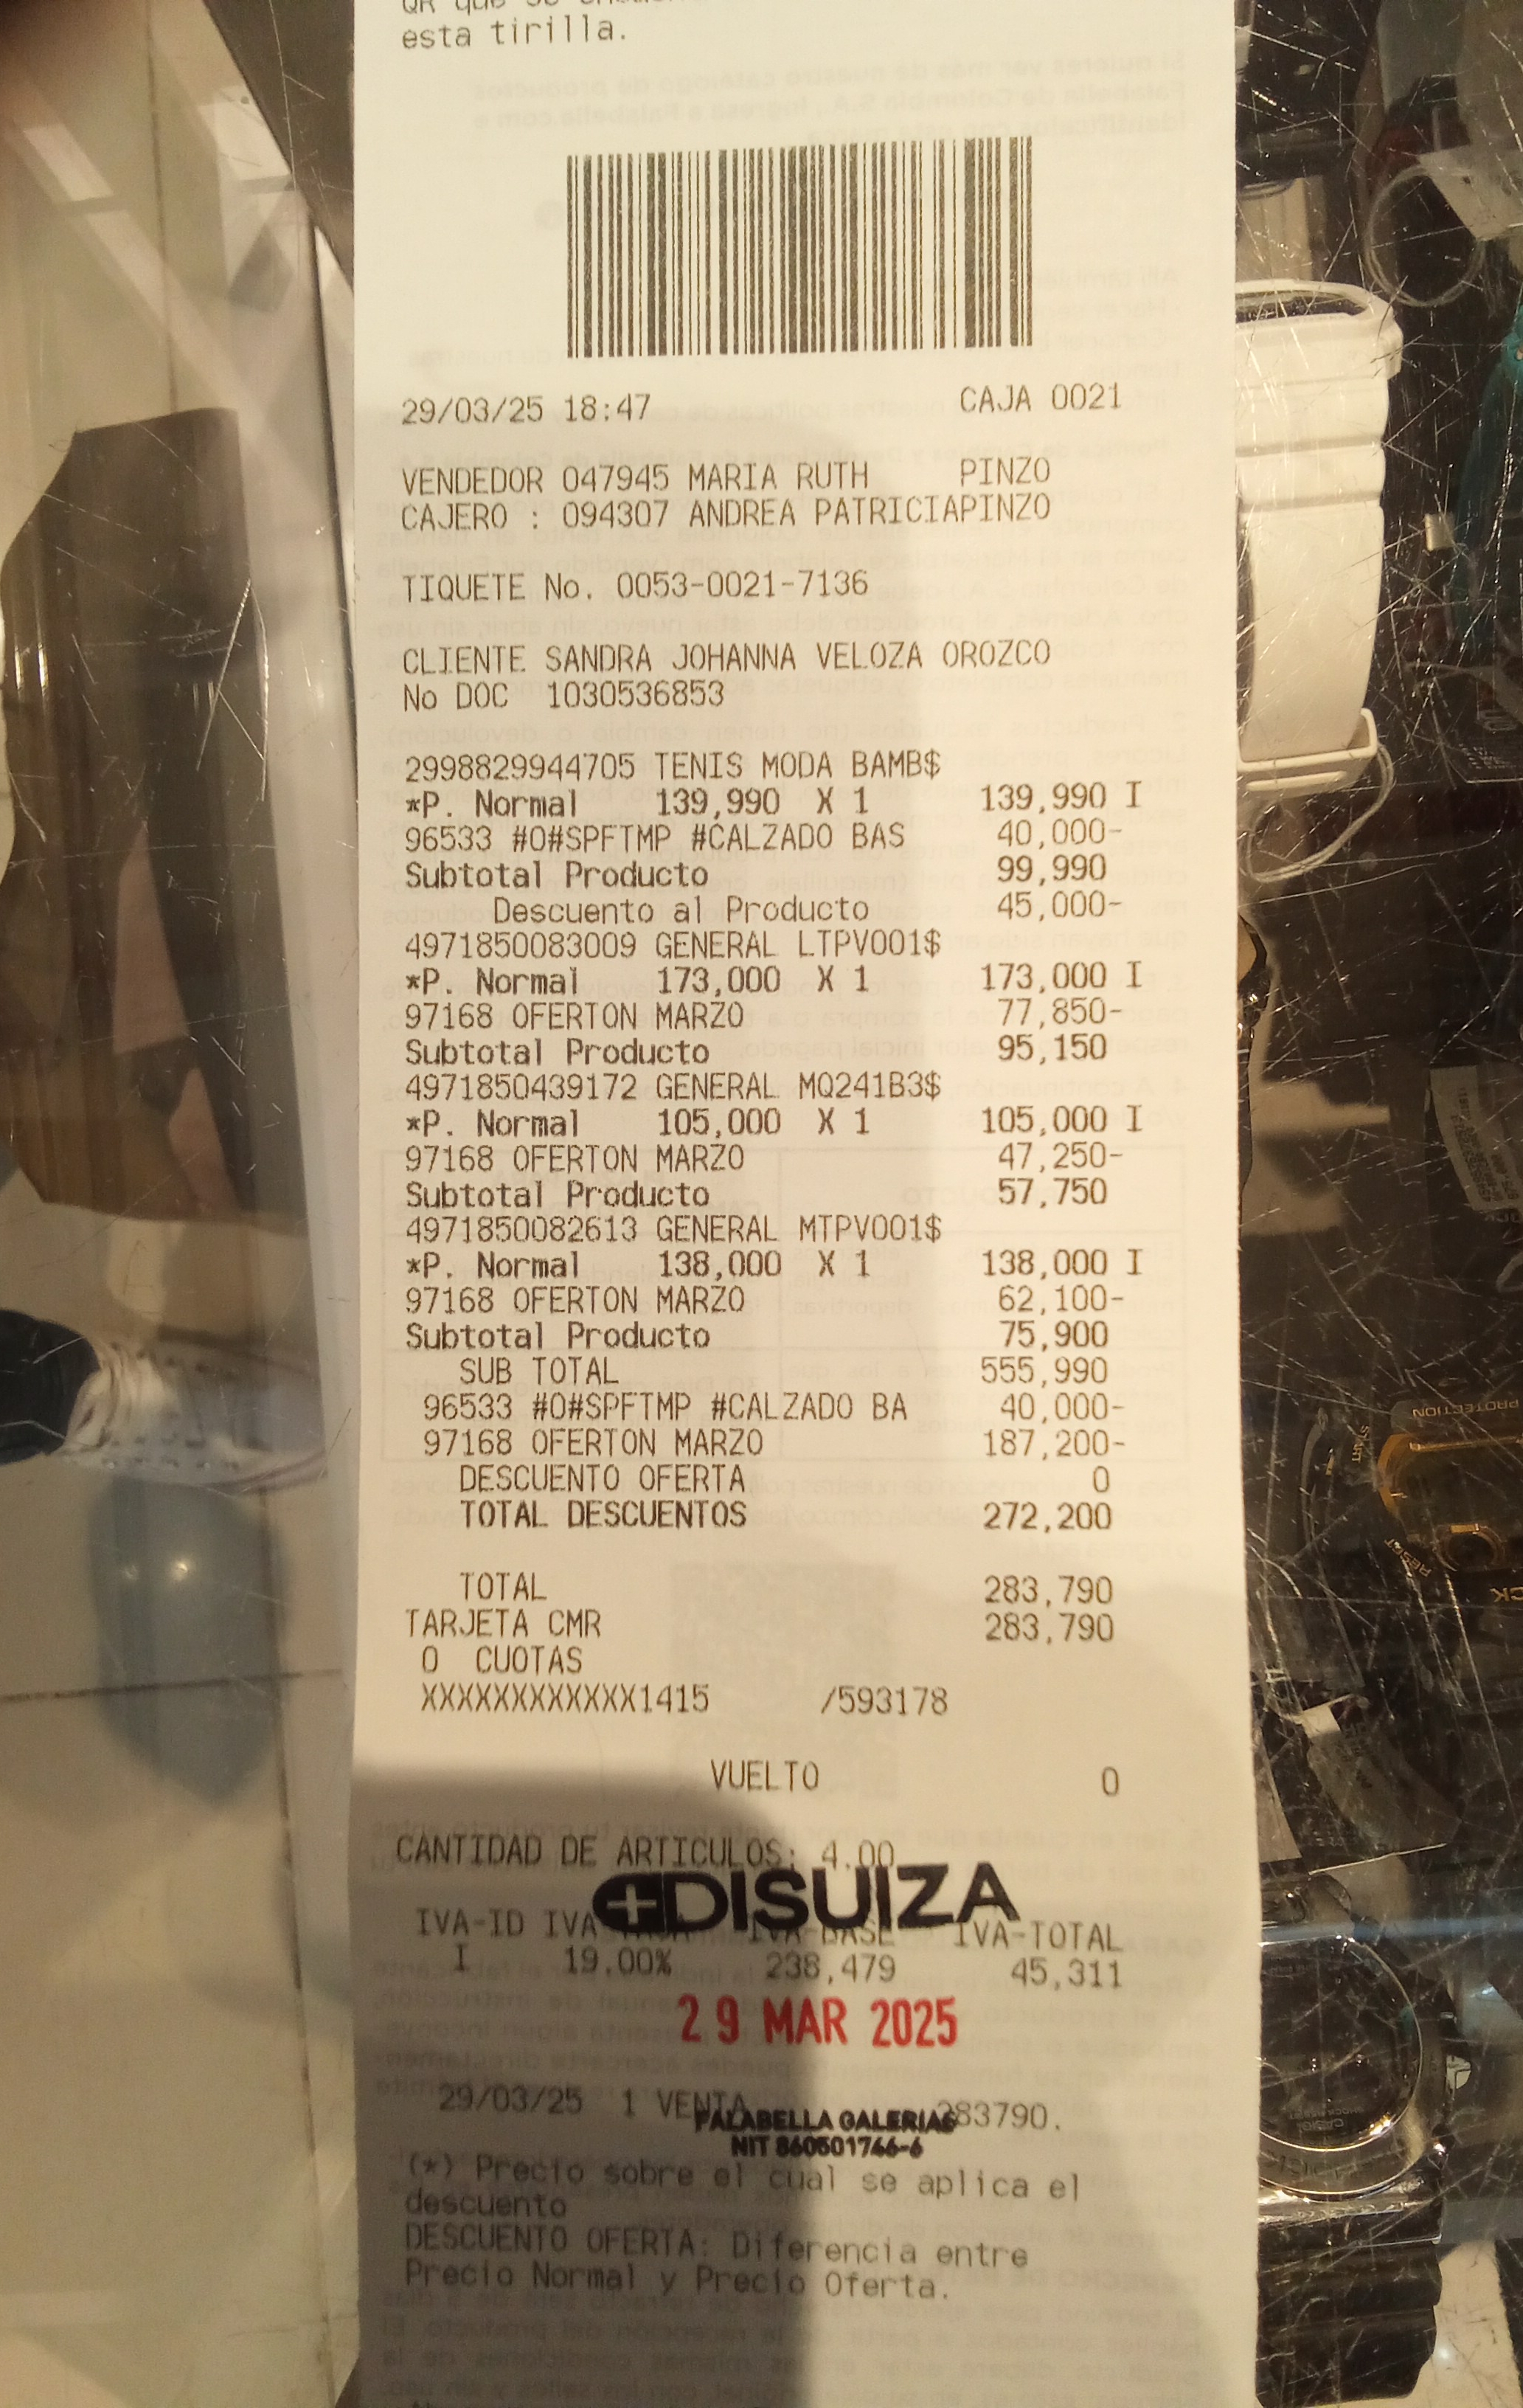 esta tirilla.
29/03/25 18:47 CAJA 0021
VENDEDOR 047945 MARIA RUTH PINZO
CAJERO : 094307 ANDREA PATRICIAPINZO
TIQUETE No. 0053-0021-7136
CLIENTE SANDRA JOHANNA VELOZA OROZCO
No DOC 1030536853
2998829944705 TENIS MODA BAMB$
*P. Normal 139,990 X 1 139,990 I
96533 #0#SPFTMP #CALZADO BAS 40,000-
Subtotal Producto 99,990
Descuento al Producto 45,000-
4971850083009 GENERAL LTPV001$
*P. Normal 173,000 X 1 173,000 I
97168 OFERTON MARZO 77,850-
Subtotal Producto 95,150
4971850439172 GENERAL MQ241B3$
*P. Normal 105,000 X 1 105,000 I
97168 OFERTON MARZO 47,250-
Subtotal Producto 57,750
4971850082613 GENERAL MTPV001$
*P. Normal 138,000 X 1 138,000 I
97168 OFERTON MARZO 62,100-
Subtotal Producto 75,900
SUB TOTAL 555,990
96533 #0#SPFTMP #CALZADO BA 40,000-
97168 OFERTON MARZO 187,200-
DESCUENTO OFERTA 0
TOTAL DESCUENTOS 272,200
TOTAL 283,790
TARJETA CMR 283,790
0 CUOTAS
XXXXXXXXXXXX1415 /593178
VUELTO 0
CANTIDAD DE ARTICULOS: 4.00
DISUIZA
IVA-ID IVA IVA-BASE IVA-TOTAL
I 19.00% 238,479 45,311
29 MAR 2025
29/03/25 1 VENTA 283790.
FALABELLA GALERIAS
NIT 860501746-6
(*) Precio sobre el cual se aplica el
descuento
DESCUENTO OFERTA: Diferencia entre
Precio Normal y Precio Oferta.
PROTECTION
START
RESET